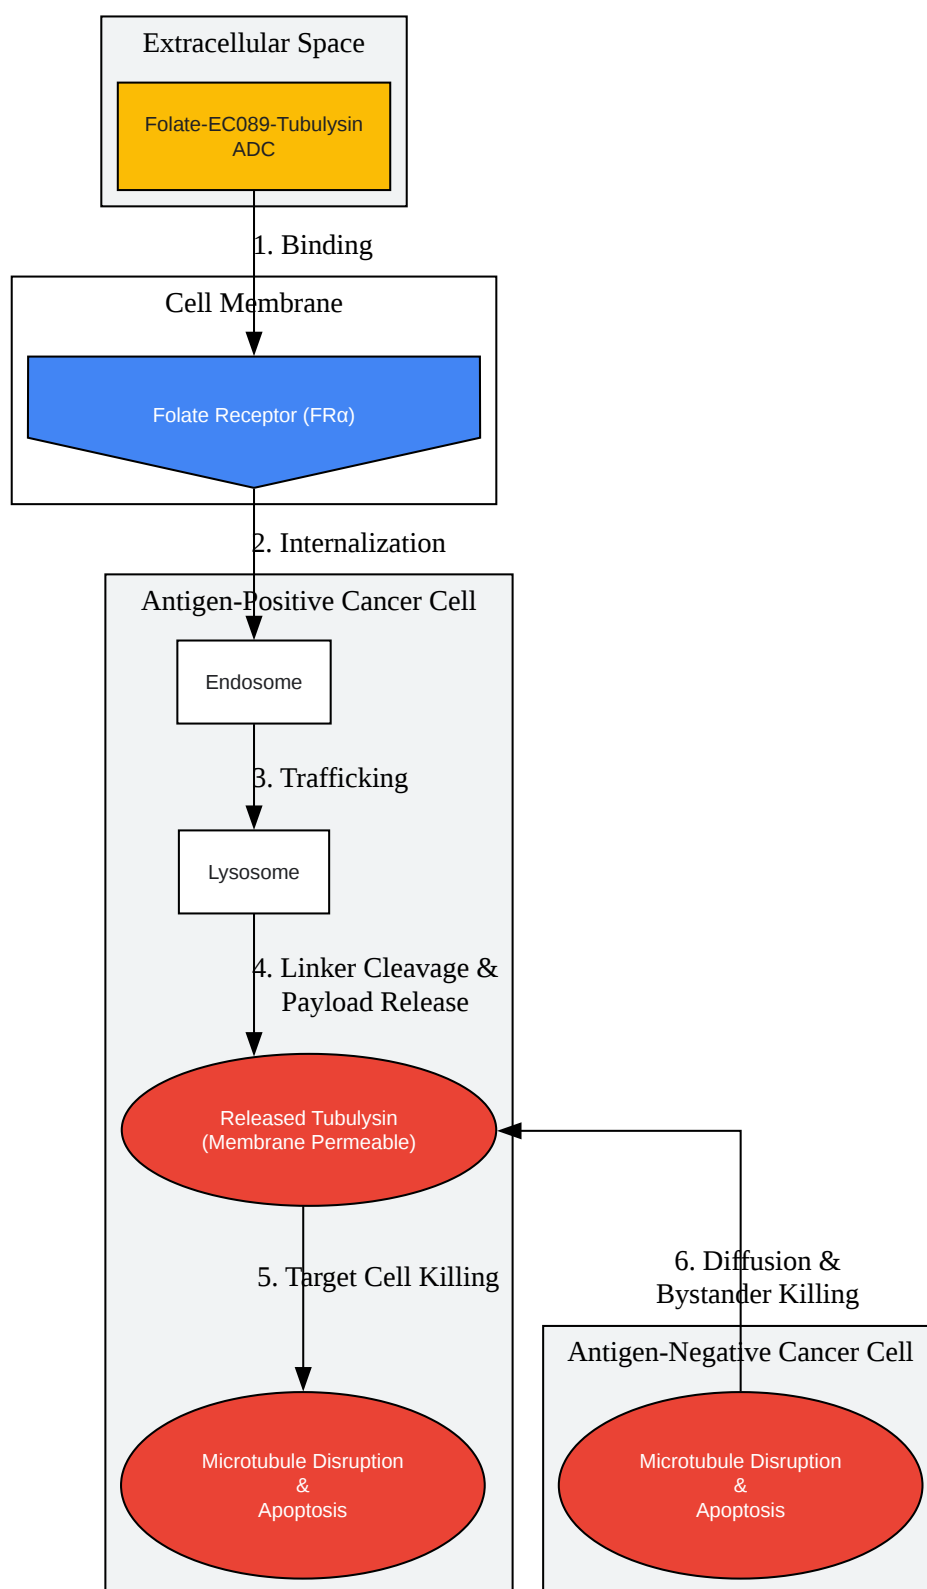 Extracellular Space
Folate-EC089-Tubulysin
ADC
1. Binding
Cell Membrane
Folate Receptor (FRα)
2. Internalization
Antigen-Positive Cancer Cell
Endosome
3. Trafficking
Lysosome
4. Linker Cleavage &
Payload Release
Released Tubulysin
(Membrane Permeable)
5. Target Cell Killing
6. Diffusion &
Bystander Killing
Antigen-Negative Cancer Cell
Microtubule Disruption
&
Apoptosis
Microtubule Disruption
&
Apoptosis